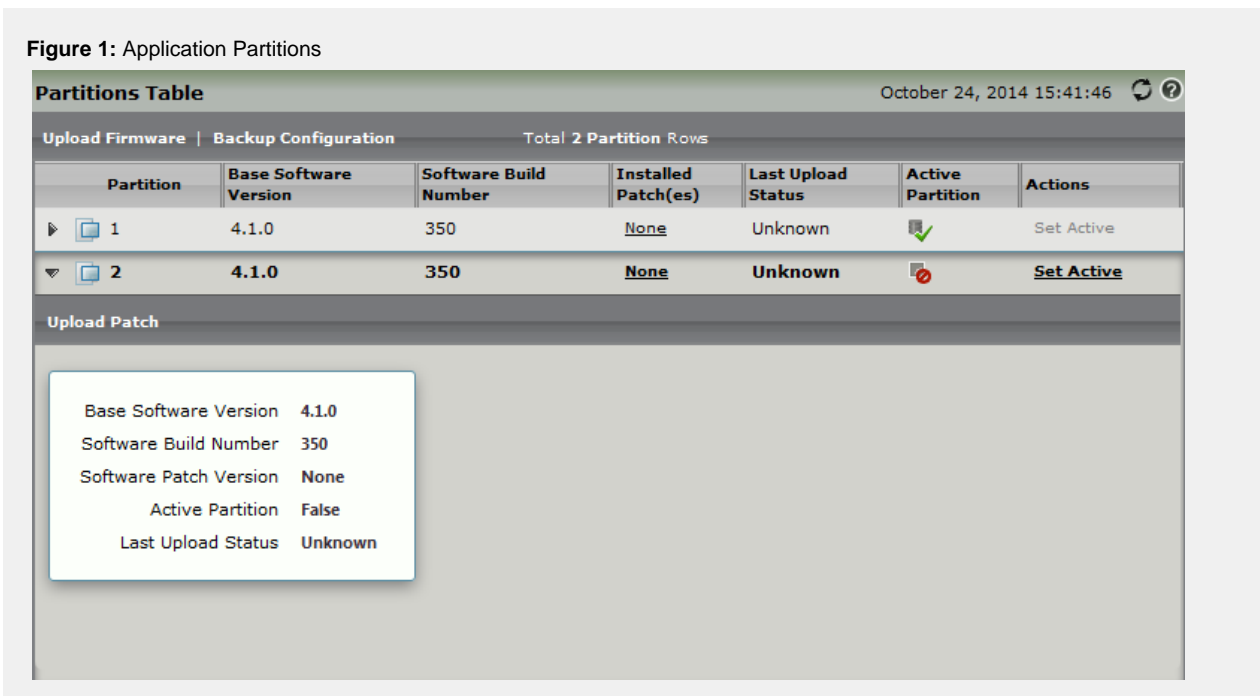 Figure 1: Application Partitions
Partitions Table October 24, 2014 15:41:46
Upload Firmware | Backup Configuration Total 2 Partition Rows
Partition Base Software Version Software Build Number Installed Patch(es) Last Upload Status Active Partition Actions
1 4.1.0 350 None Unknown Set Active
2 4.1.0 350 None Unknown Set Active
Upload Patch
Base Software Version 4.1.0
Software Build Number 350
Software Patch Version None
Active Partition False
Last Upload Status Unknown